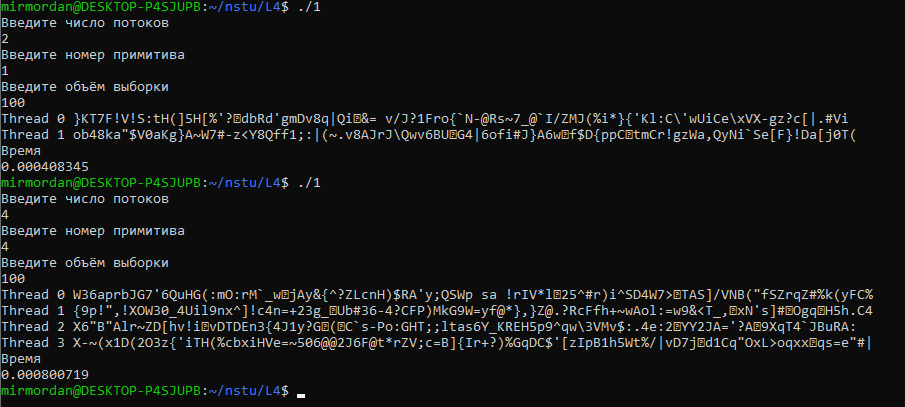 mirmordan@DESKTOP-P4SJUPB:~/nstu/L4$ ./1
Введите число потоков
2
Введите номер примитива
1
Введите объём выборки
100
Thread 0 }KT7F!V!S:tH(]5H[%'?�dbRd'gmDv8q|Qi�&= v/J?1Fro{`N-@Rs~7_@`I/ZMJ(%i*}{'Kl:C\'wUiCe\xVX-gz?c[|.#Vi
Thread 1 ob48ka"$V0aKg}A~W7#-z<Y8Qff1;:|(~.v8AJrJ\Qwv6BU�G4|6ofi#J}A6w�f$D{ppC�tmCr!gzWa,QyNi`Se[F}!Da[j0T(
Время
0.000408345
mirmordan@DESKTOP-P4SJUPB:~/nstu/L4$ ./1
Введите число потоков
4
Введите номер примитива
4
Введите объём выборки
100
Thread 0 W36aprbJG7'6QuHG(:mO:rM`_w�jAy&{^?ZLcnH)$RA'y;QSWp sa !rIV*l�25^#r)i^SD4W7>�TAS]/VNB("fSZrqZ#%k(yFC%
Thread 1 {9p!",!XOW30_4Uil9nx^]!c4n=+23g_�Ub#36-4?CFP)MkG9W=yf@*},}Z@.?RcFfh+~wAol:=w9&<T_,�xN's]#�Ogq�H5h.C4
Thread 2 X6"B"Alr~ZD[hv!i�vDTDEn3{4J1y?G�(�C`s-Po:GHT;;ltas6Y_KREH5p9^qw\3VMv$:.4e:2�YY2JA='?A�9XqT4`JBuRA:
Thread 3 X-~(x1D(2O3z{'iTH(%cbxiHVe=~506@@2J6F@t*rZV;c=B]{Ir+?)%GqDC$'[zIpB1h5Wt%/|vD7j�d1Cq"OxL>oqxx�qs=e"#|
Время
0.000800719
mirmordan@DESKTOP-P4SJUPB:~/nstu/L4$